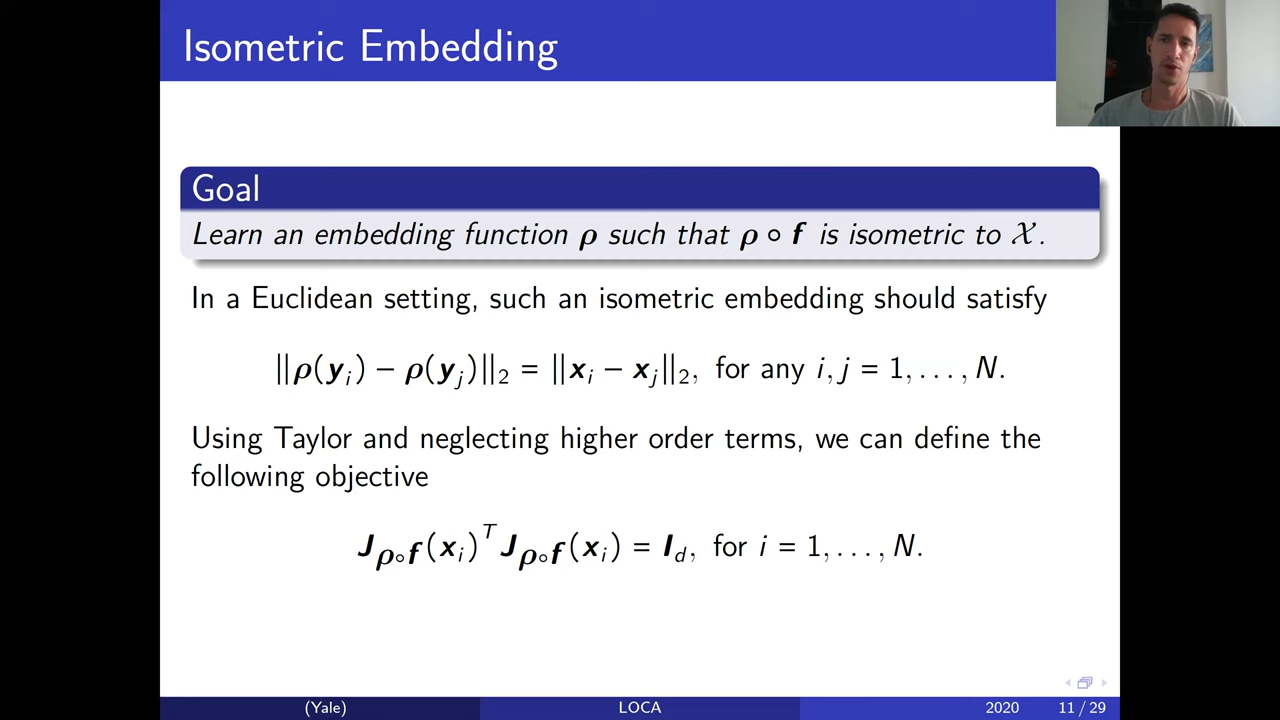 Isometric Embedding
Goal
Learn an embedding function ρ such that ρ ∘ f is isometric to 𝒳.
In a Euclidean setting, such an isometric embedding should satisfy
||ρ(yᵢ) − ρ(yⱼ)||₂ = ||xᵢ − xⱼ||₂, for any i, j = 1, . . . , N.
Using Taylor and neglecting higher order terms, we can define the
following objective
J_{ρ∘f}(xᵢ)ᵀ J_{ρ∘f}(xᵢ) = I_d, for i = 1, . . . , N.
(Yale) LOCA 2020 11 / 29